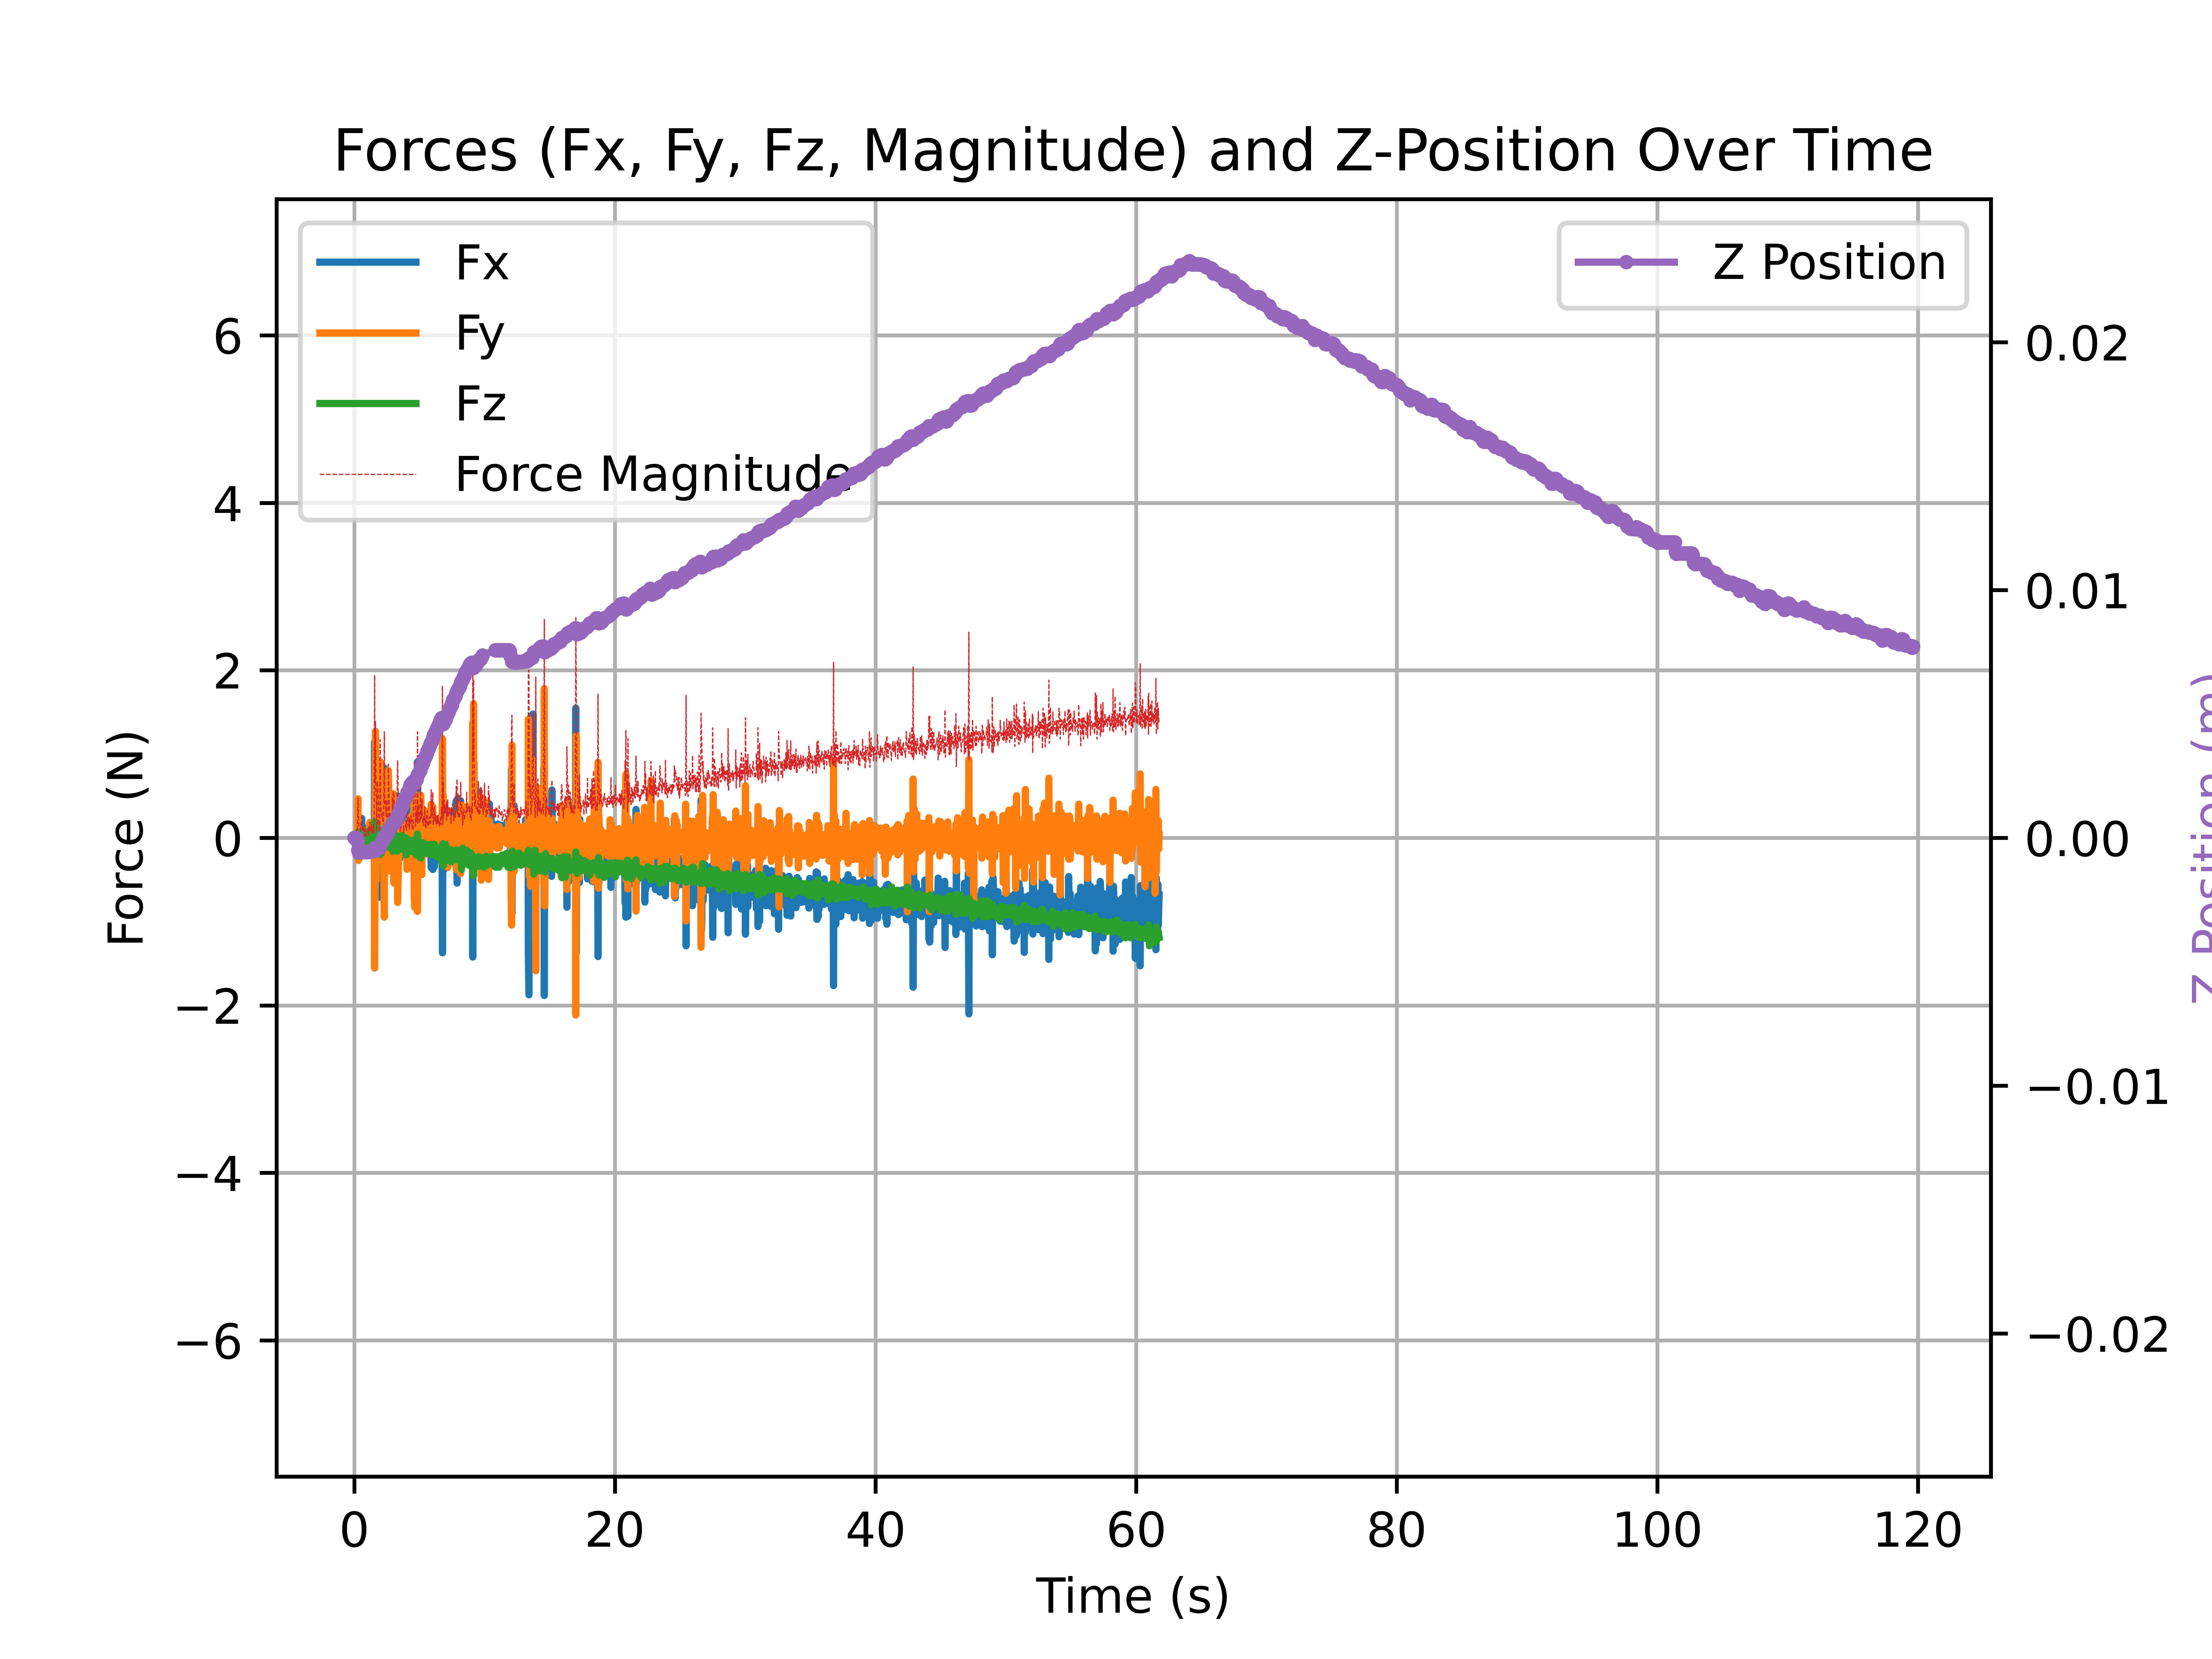 Forces (Fx, Fy, Fz, Magnitude) and Z-Position Over Time
Fx
Fy
Fz
Force Magnitude
Z Position
6
4
2
0
−2
−4
−6
Force (N)
0.02
0.01
0.00
−0.01
−0.02
Z Position (m)
0 20 40 60 80 100 120
Time (s)